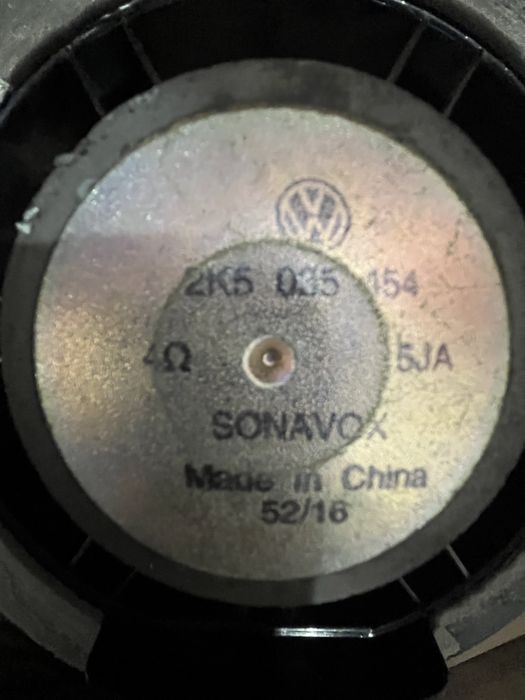 2K5 035 454
4Ω 5JA
SONAVOX
Made in China
52/16